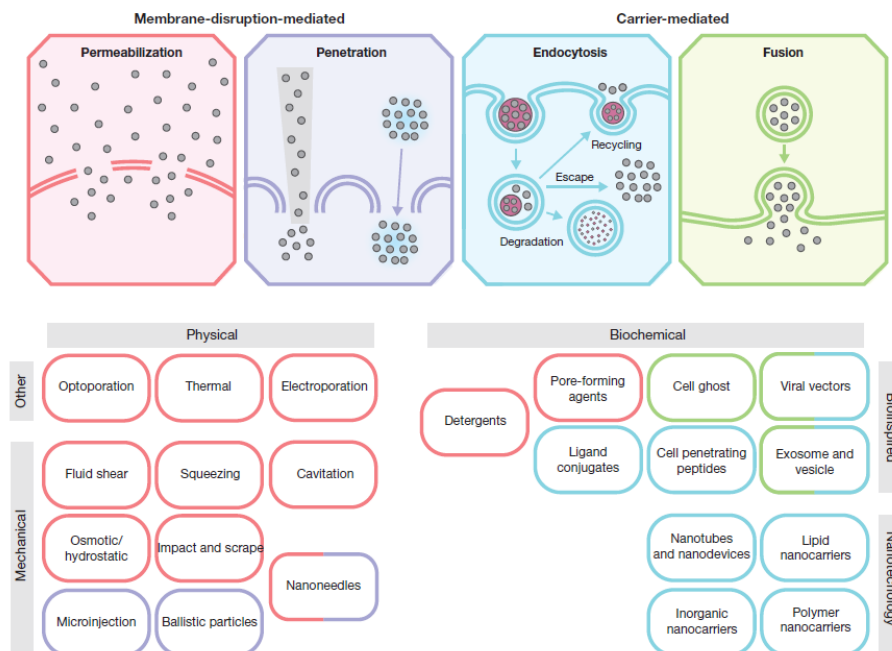 Membrane-disruption-mediated
Carrier-mediated
Permeabilization
Penetration
Endocytosis
Fusion
Recycling
Escape
Degradation
Physical
Biochemical
Other
Optoporation
Thermal
Electroporation
Mechanical
Fluid shear
Squeezing
Cavitation
Osmotic/
hydrostatic
Impact and scrape
Nanoneedles
Microinjection
Ballistic particles
Detergents
Pore-forming
agents
Cell ghost
Viral vectors
Ligand
conjugates
Cell penetrating
peptides
Exosome and
vesicle
Bioinspired
Nanotubes
and nanodevices
Lipid
nanocarriers
Inorganic
nanocarriers
Polymer
nanocarriers